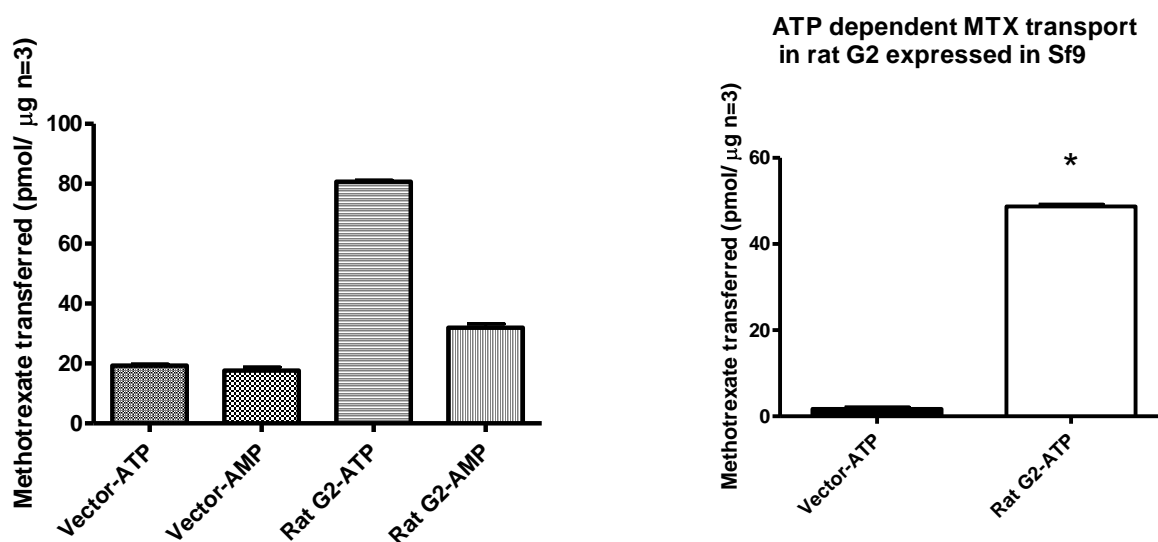 Methotrexate transferred (pmol/ μg n=3)
100
80
60
40
20
0
Vector-ATP
Vector-AMP
Rat G2-ATP
Rat G2-AMP
ATP dependent MTX transport
in rat G2 expressed in Sf9
Methotrexate transferred (pmol/ μg n=3)
60
40
20
0
*
Vector-ATP
Rat G2-ATP